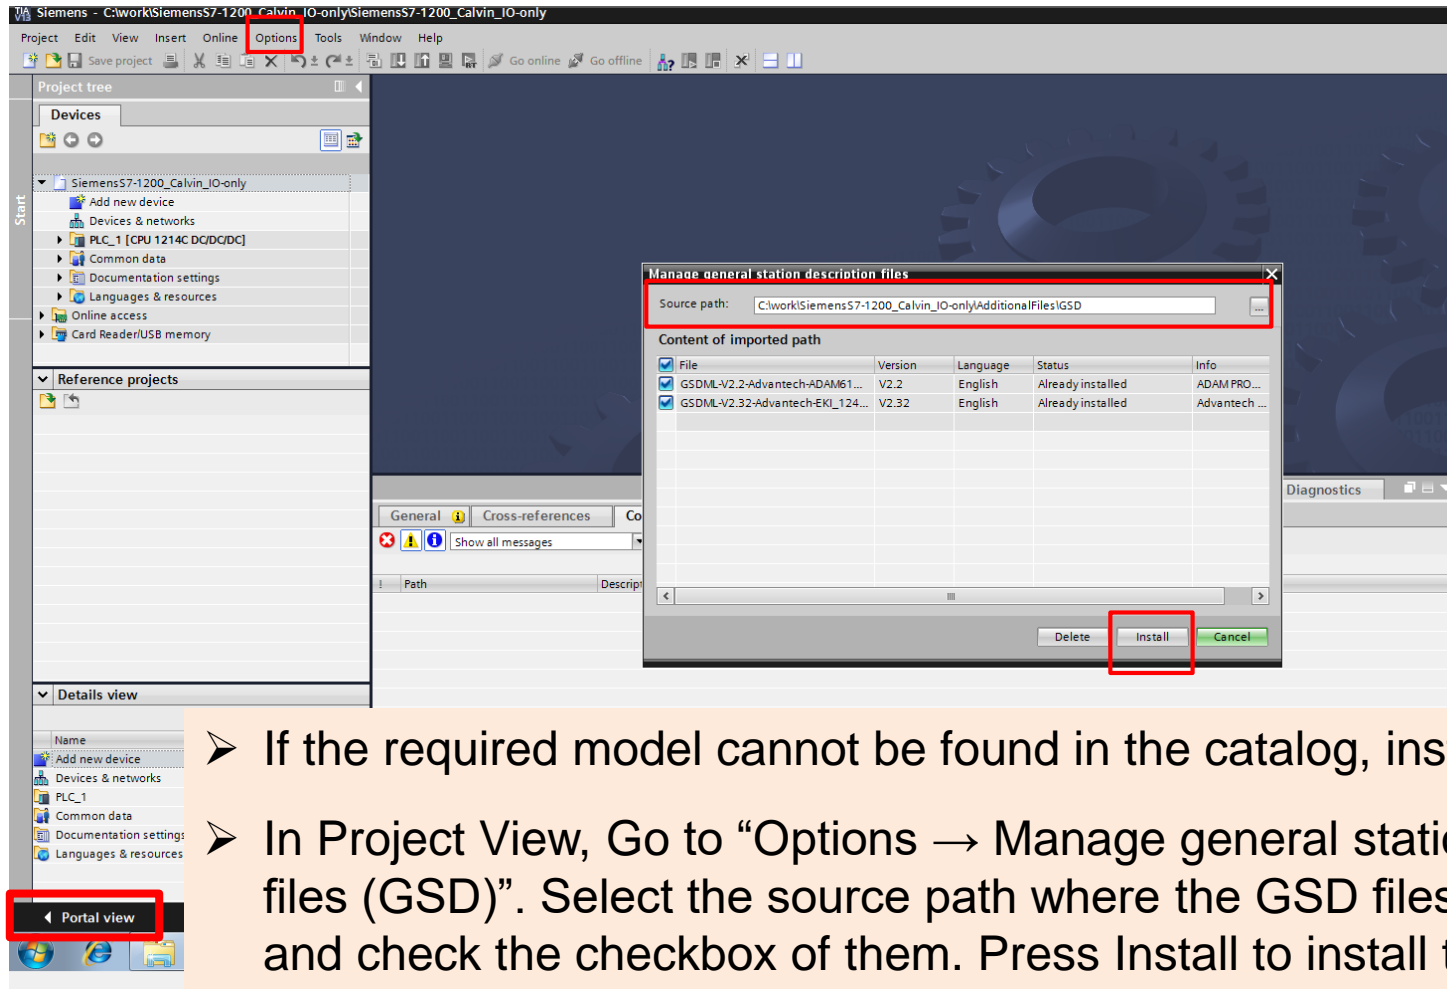 TIA V13 Siemens - C:\work\SiemensS7-1200_Calvin_IO-only\SiemensS7-1200_Calvin_IO-only
Project Edit View Insert Online Options Tools Window Help
Save project Go online Go offline
Project tree
Devices
Start
SiemensS7-1200_Calvin_IO-only
Add new device
Devices & networks
PLC_1 [CPU 1214C DC/DC/DC]
Common data
Documentation settings
Languages & resources
Online access
Card Reader/USB memory
Reference projects
Manage general station description files
Source path: C:\work\SiemensS7-1200_Calvin_IO-only\AdditionalFiles\GSD ...
Content of imported path
File Version Language Status Info
GSDML-V2.2-Advantech-ADAM61... V2.2 English Already installed ADAM PRO...
GSDML-V2.32-Advantech-EKI_124... V2.32 English Already installed Advantech ...
Delete Install Cancel
Diagnostics
General Cross-references Co
Show all messages
! Path Descript
Details view
Name
Add new device
Devices & networks
PLC_1
Common data
Documentation settings
Languages & resources
Portal view
➢ If the required model cannot be found in the catalog, ins
➢ In Project View, Go to “Options → Manage general statio
files (GSD)”. Select the source path where the GSD files
and check the checkbox of them. Press Install to install t